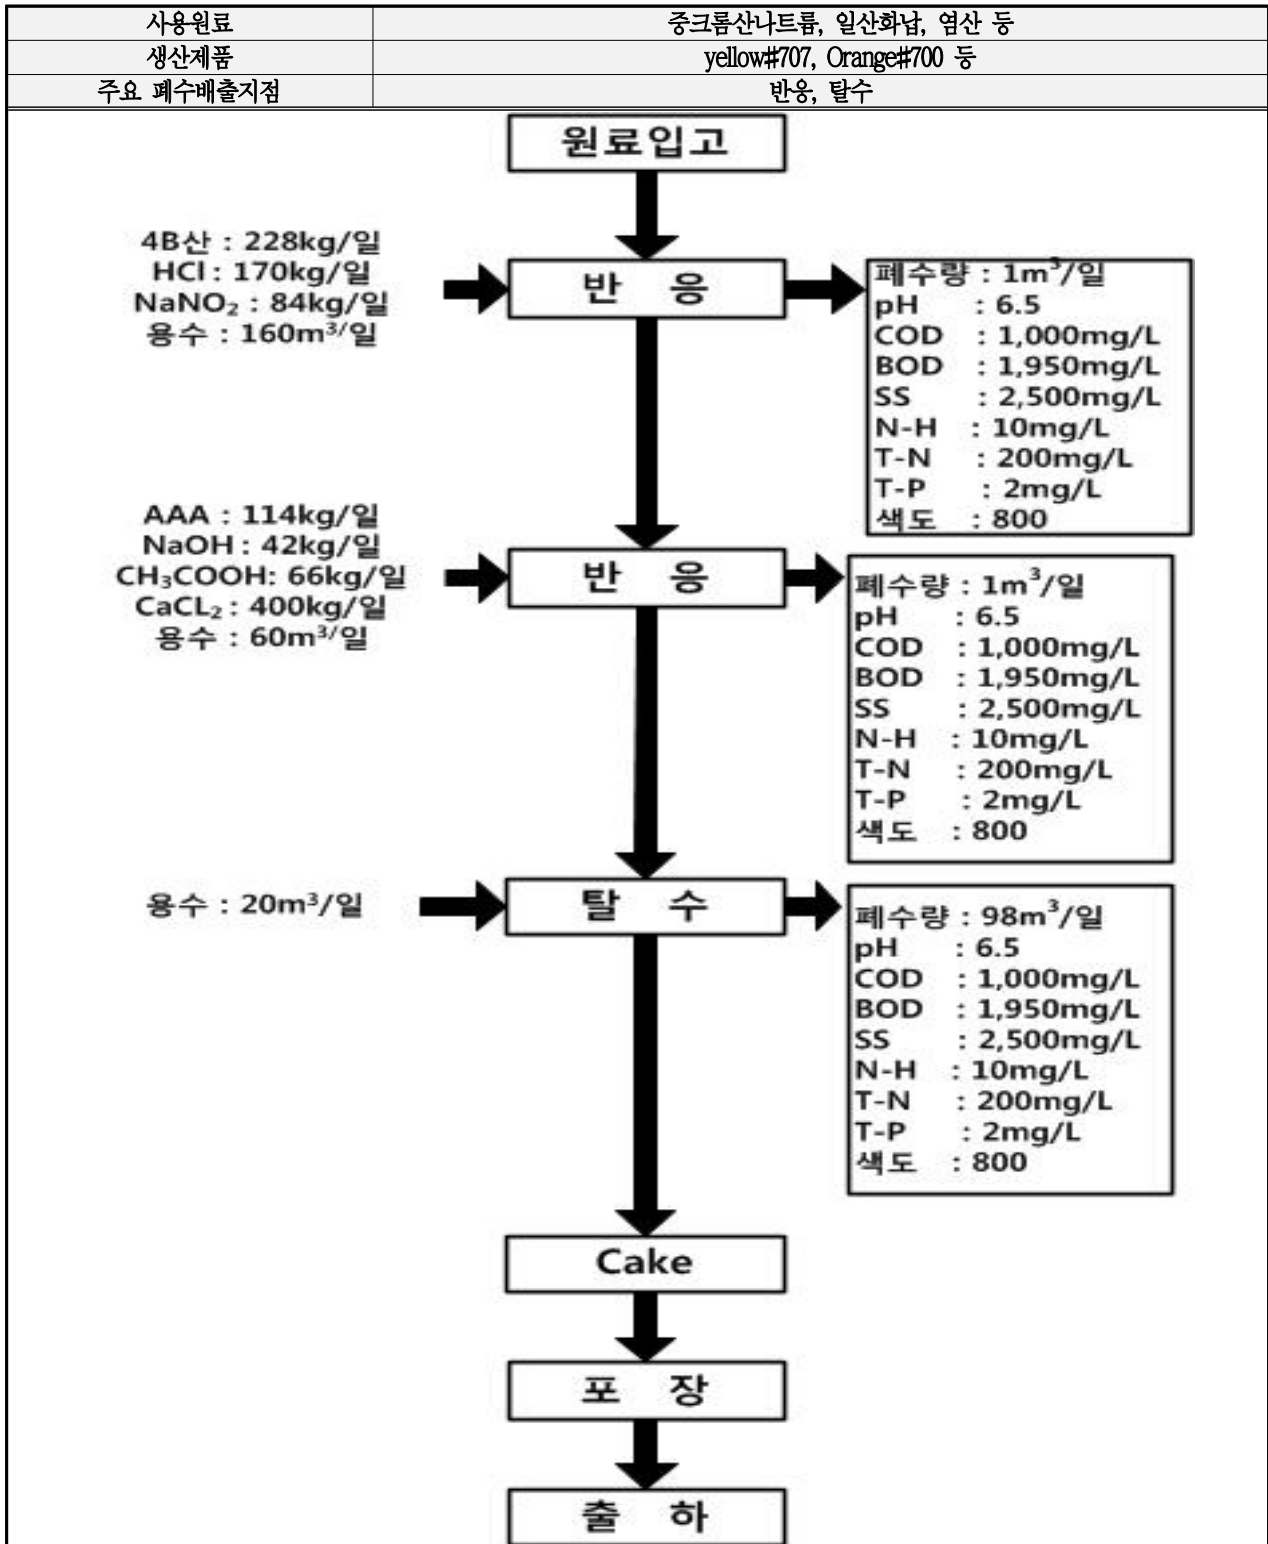 사용원료 중크롬산나트륨, 일산화납, 염산 등
생산제품 yellow#707, Orange#700 등
주요 폐수배출지점 반응, 탈수
원료입고
4B산 : 228kg/일
HCl : 170kg/일
NaNO₂ : 84kg/일
용수 : 160m³/일
반 응
폐수량 : 1m³/일
pH : 6.5
COD : 1,000mg/L
BOD : 1,950mg/L
SS : 2,500mg/L
N-H : 10mg/L
T-N : 200mg/L
T-P : 2mg/L
색도 : 800
AAA : 114kg/일
NaOH : 42kg/일
CH₃COOH: 66kg/일
CaCL₂ : 400kg/일
용수 : 60m³/일
반 응
폐수량 : 1m³/일
pH : 6.5
COD : 1,000mg/L
BOD : 1,950mg/L
SS : 2,500mg/L
N-H : 10mg/L
T-N : 200mg/L
T-P : 2mg/L
색도 : 800
용수 : 20m³/일
탈 수
폐수량 : 98m³/일
pH : 6.5
COD : 1,000mg/L
BOD : 1,950mg/L
SS : 2,500mg/L
N-H : 10mg/L
T-N : 200mg/L
T-P : 2mg/L
색도 : 800
Cake
포 장
출 하